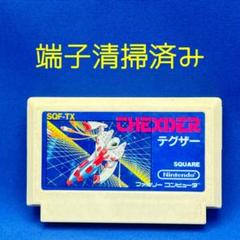 端子清掃済み
SQF-TX
THEXDER
テグザー
SQUARE
Nintendo
ファミリーコンピュータ